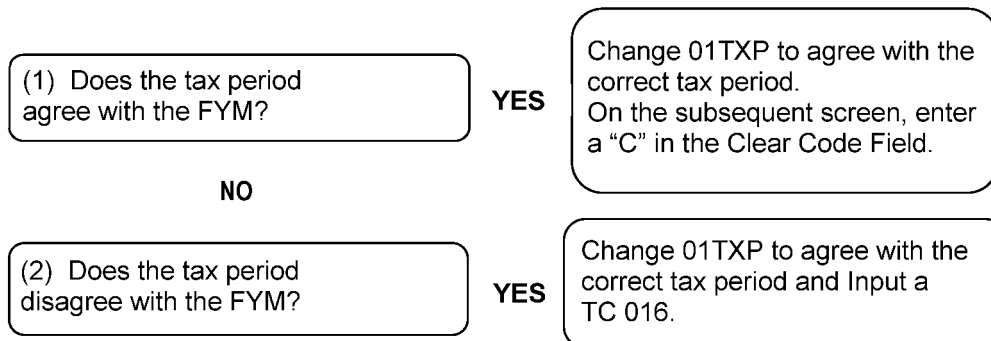 (1) Does the tax period
agree with the FYM?
YES
Change 01TXP to agree with the
correct tax period.
On the subsequent screen, enter
a “C” in the Clear Code Field.
NO
(2) Does the tax period
disagree with the FYM?
YES
Change 01TXP to agree with the
correct tax period and Input a
TC 016.